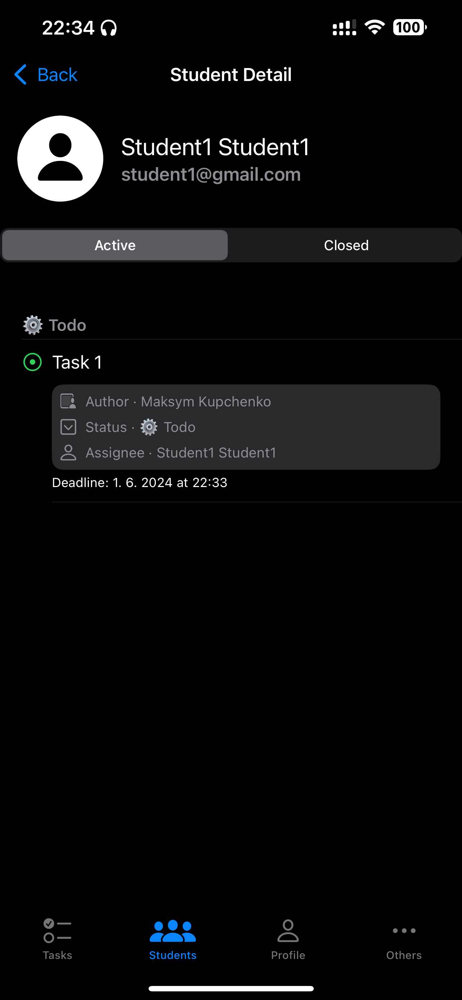 22:34
100
Back
Student Detail
Student1 Student1
student1@gmail.com
Active
Closed
Todo
Task 1
Author · Maksym Kupchenko
Status · ⚙️ Todo
Assignee · Student1 Student1
Deadline: 1. 6. 2024 at 22:33
Tasks
Students
Profile
Others